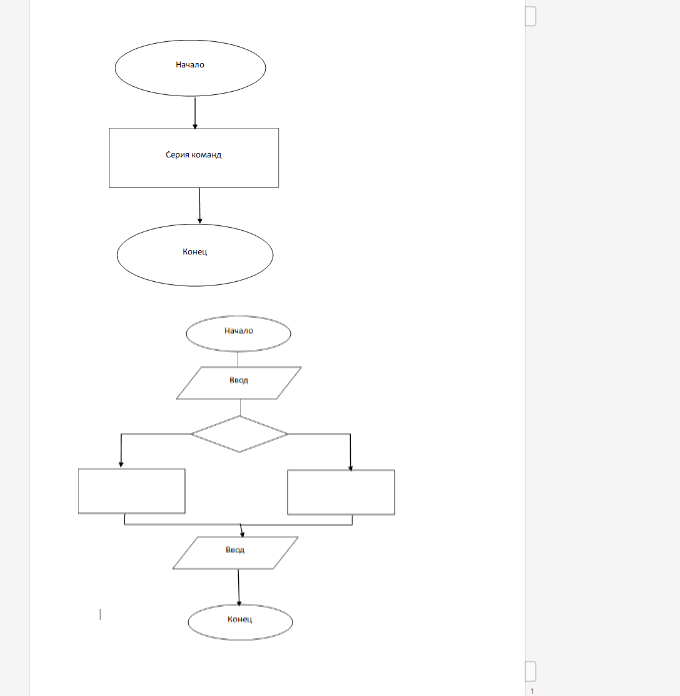 Начало
Серия команд
Конец
Начало
Ввод
Ввод
Конец
1